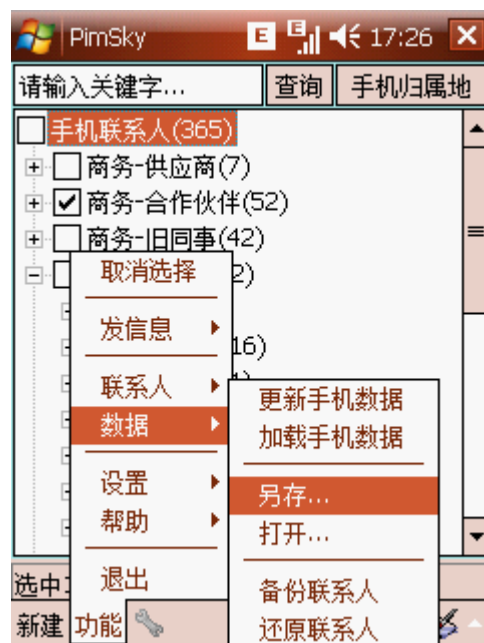 PimSky
E
E
17:26
请输入关键字...
查询
手机归属地
手机联系人(365)
商务-供应商(7)
商务-合作伙伴(52)
商务-旧同事(42)
2)
16)
1)
取消选择
发信息
联系人
数据
设置
帮助
退出
更新手机数据
加载手机数据
另存...
打开...
备份联系人
还原联系人
选中
新建
功能